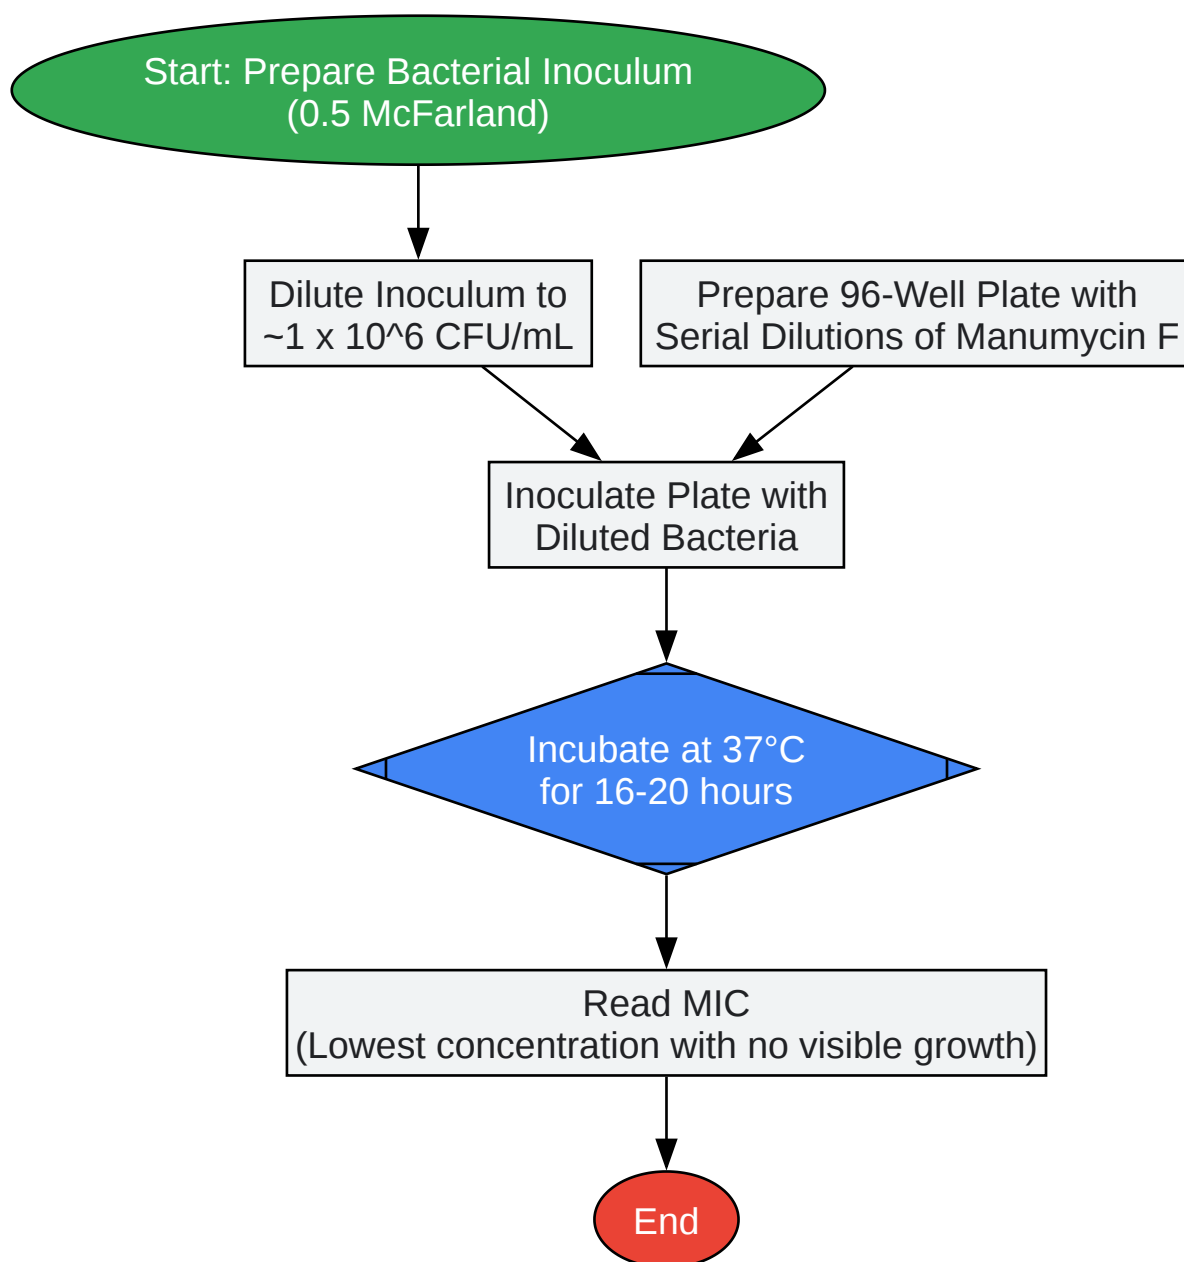 Start: Prepare Bacterial Inoculum
(0.5 McFarland)
Dilute Inoculum to
~1 x 10^6 CFU/mL
Prepare 96-Well Plate with
Serial Dilutions of Manumycin F
Inoculate Plate with
Diluted Bacteria
Incubate at 37°C
for 16-20 hours
Read MIC
(Lowest concentration with no visible growth)
End